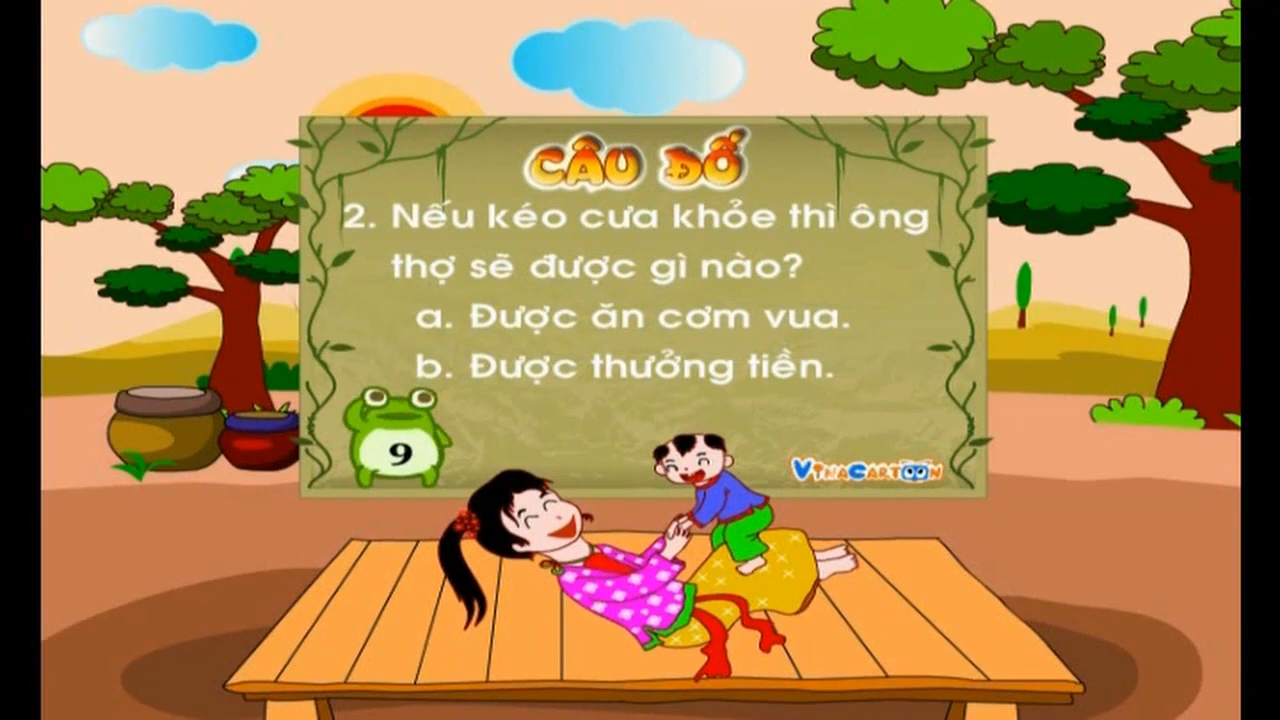 CÂU ĐỐ
2. Nếu kéo cưa khỏe thì ông
thợ sẽ được gì nào?
a. Được ăn cơm vua.
b. Được thưởng tiền.
9
VINACARTOON